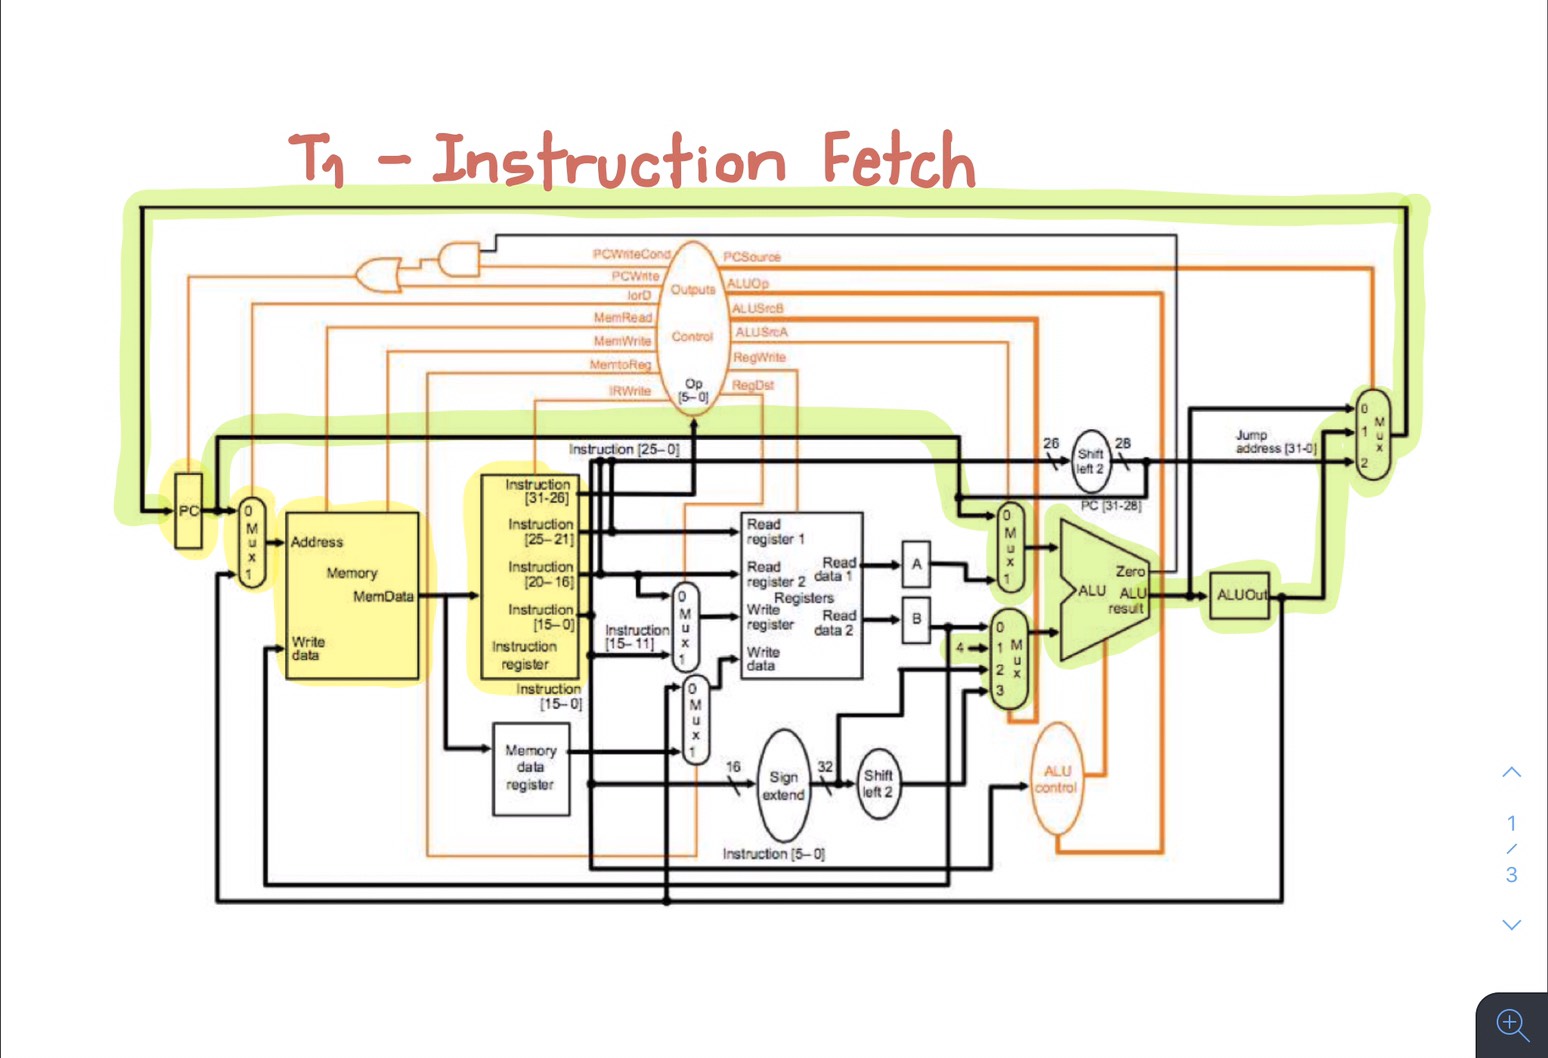 T1 - Instruction Fetch
PCWriteCond
PCSource
PCWrite
ALUOp
IorD
Outputs
ALUSrcB
MemRead
ALUSrcA
MemWrite
Control
RegWrite
MemtoReg
RegDst
IRWrite
Op
[5-0]
0
1
2
M
u
x
Jump
address [31-0]
Instruction [25-0]
26
Shift
left 2
28
PC [31-28]
PC
0
M
u
x
1
Address
Memory
MemData
Write
data
Instruction
[31-26]
Instruction
[25-21]
Instruction
[20-16]
Instruction
[15-0]
Instruction
register
Instruction
[15-0]
Instruction
[15-11]
0
M
u
x
1
0
M
u
x
1
Read
register 1
Read
register 2
Write
register
Write
data
Registers
Read
data 1
Read
data 2
A
B
4
0
M
u
x
1
0
1
2
3
M
u
x
ALU
Zero
ALU
result
ALUOut
Memory
data
register
16
Sign
extend
32
Shift
left 2
ALU
control
Instruction [5-0]
1
/
3